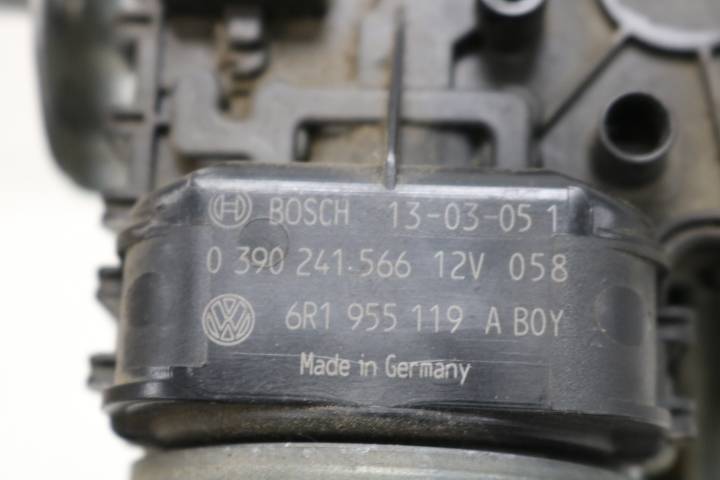 BOSCH 13-03-05 1
0 390 241.566 12V 058
6R1 955 119 A BOY
Made in Germany